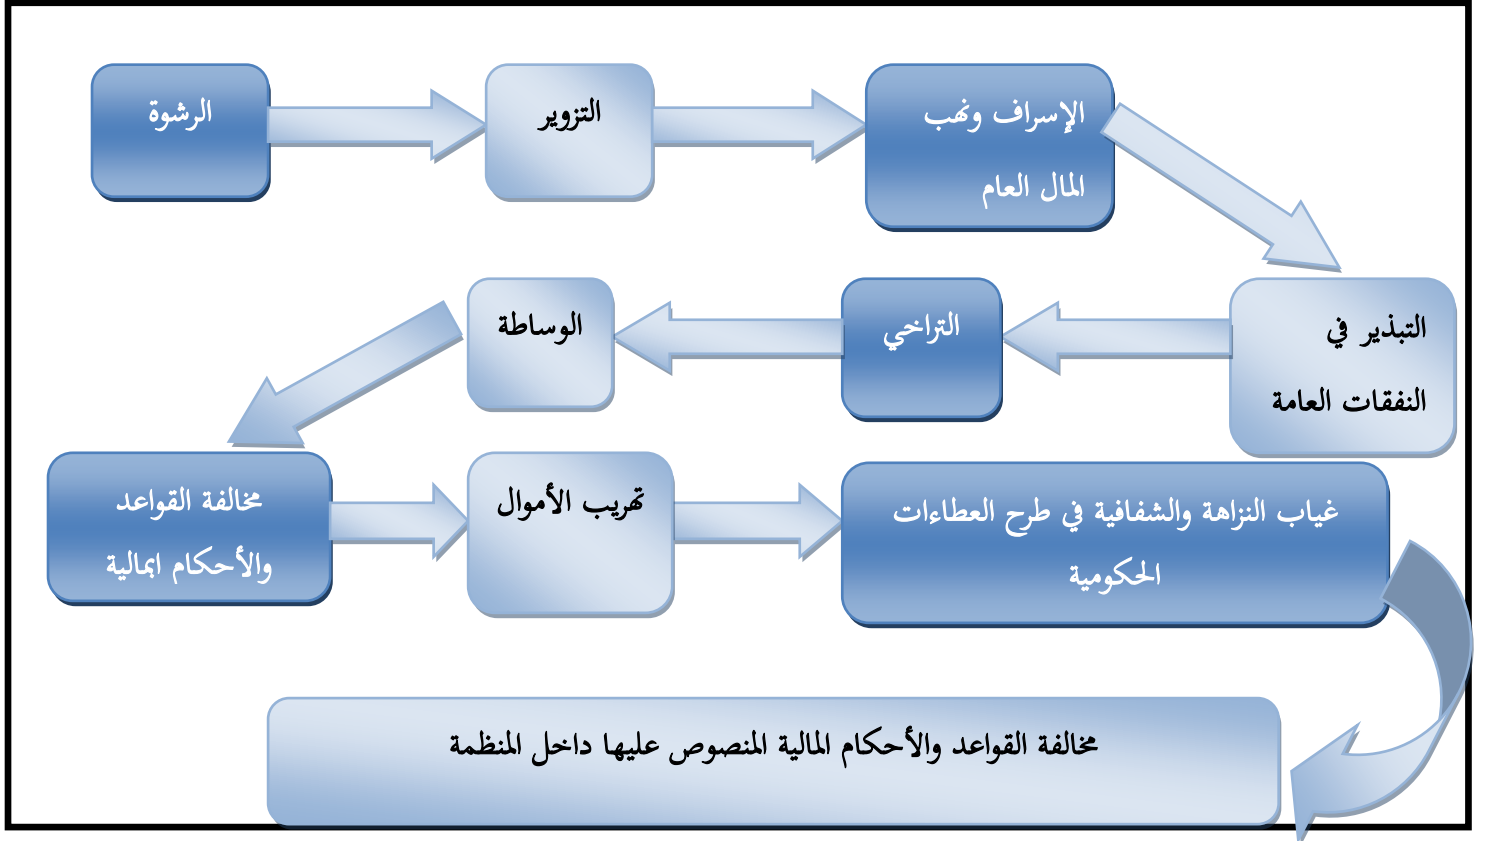 الرشوة
التزوير
الإسراف ونهب
المال العام
التبذير في
النفقات العامة
التراخي
الوساطة
مخالفة القواعد
والأحكام المالية
تهريب الأموال
غياب النزاهة والشفافية في طرح العطاءات
الحكومية
مخالفة القواعد والأحكام المالية المنصوص عليها داخل المنظمة